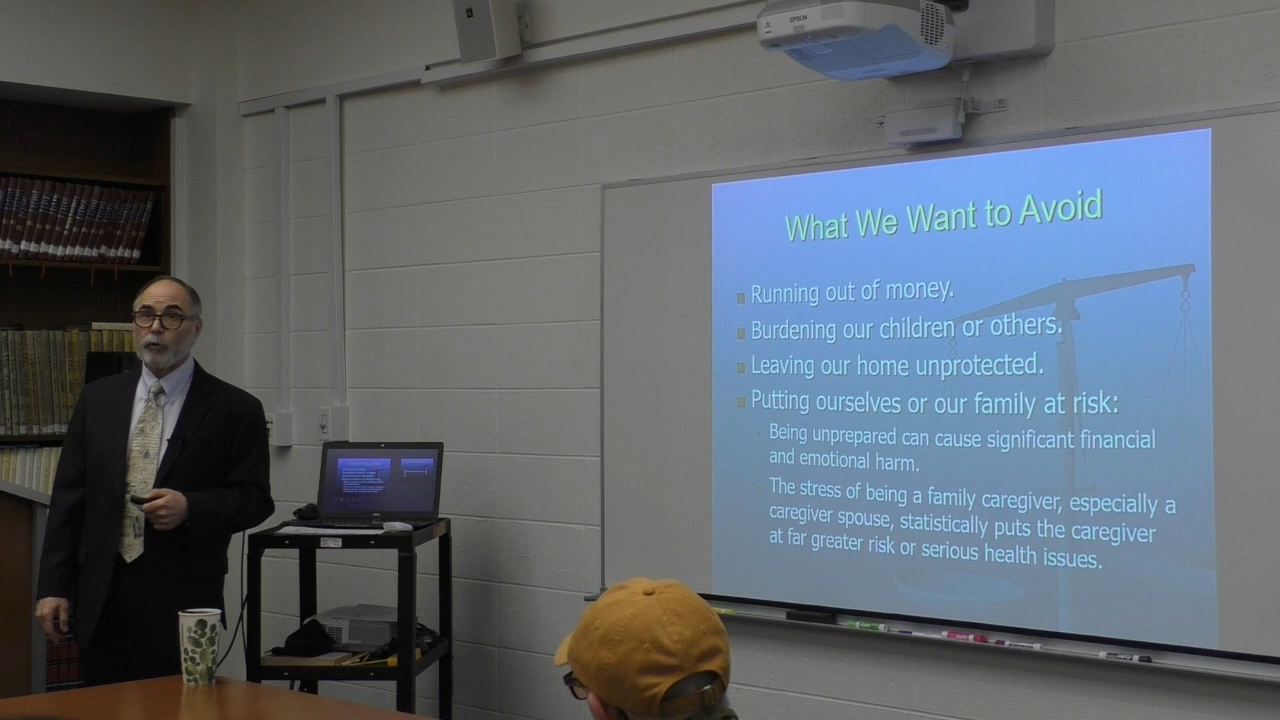 EPSON
What We Want to Avoid
Running out of money.
Burdening our children or others.
Leaving our home unprotected.
Putting ourselves or our family at risk:
Being unprepared can cause significant financial
and emotional harm.
The stress of being a family caregiver, especially a
caregiver spouse, statistically puts the caregiver
at far greater risk or serious health issues.